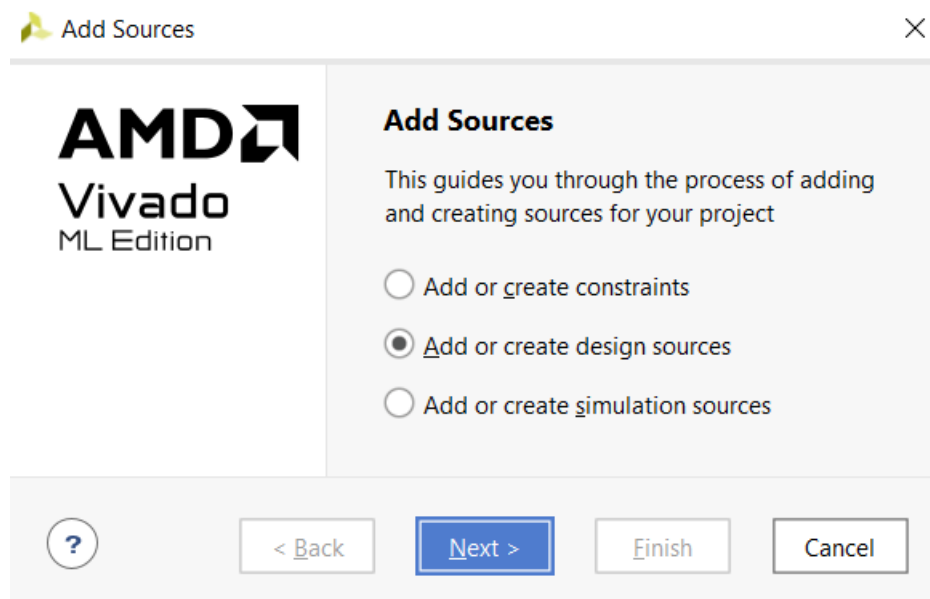 Add Sources
AMD
Vivado
ML Edition
Add Sources
This guides you through the process of adding
and creating sources for your project
Add or create constraints
Add or create design sources
Add or create simulation sources
?
< Back
Next >
Finish
Cancel